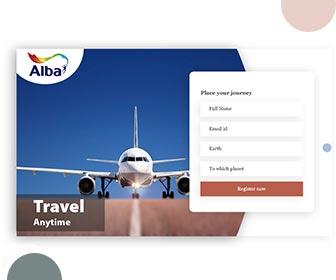 Alba
Place your journey
Full Name
Email id
Earth
To which planet
Register now
Travel
Anytime